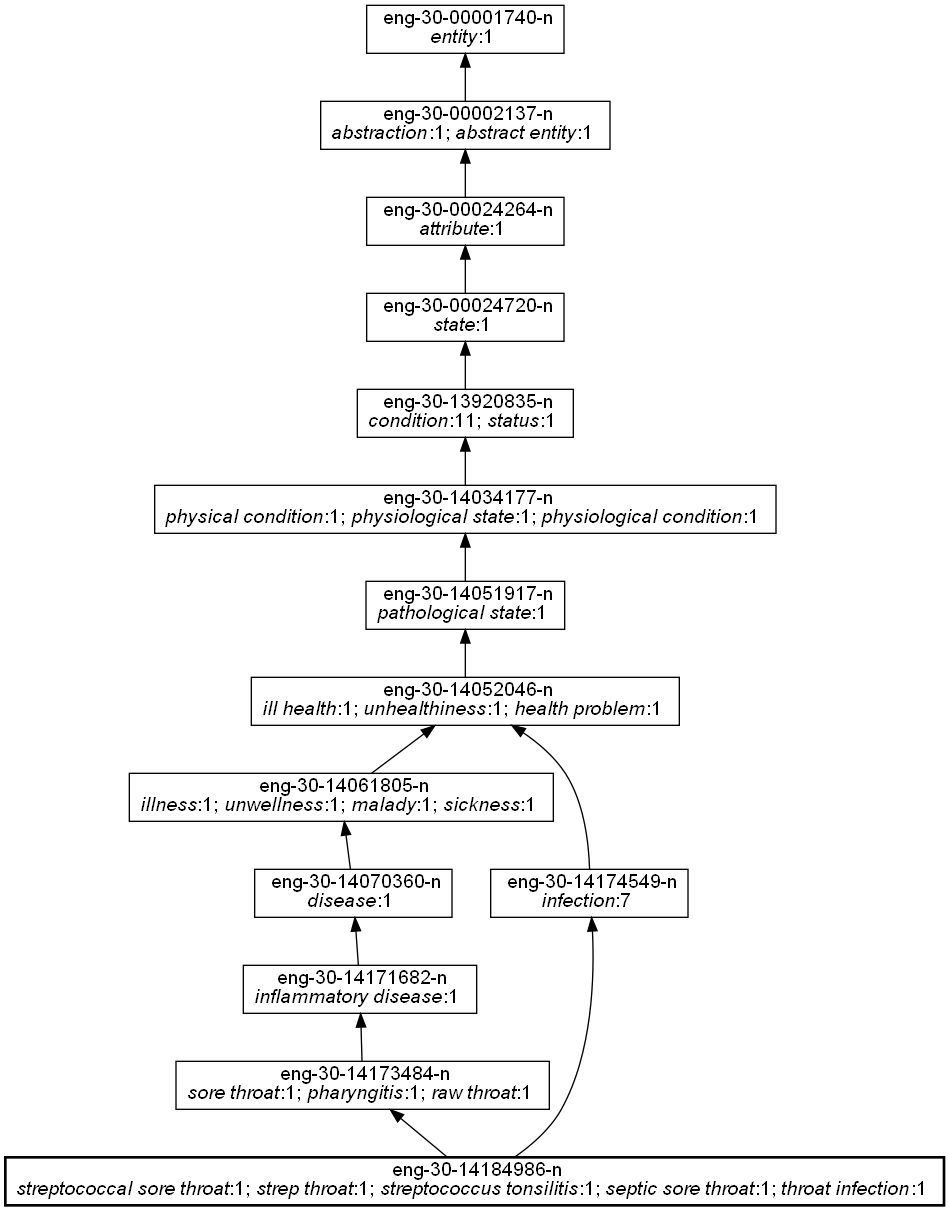 eng-30-00001740-n
entity:1
eng-30-00002137-n
abstraction:1; abstract entity:1
eng-30-00024264-n
attribute:1
eng-30-00024720-n
state:1
eng-30-13920835-n
condition:11; status:1
eng-30-14034177-n
physical condition:1; physiological state:1; physiological condition:1
eng-30-14051917-n
pathological state:1
eng-30-14052046-n
ill health:1; unhealthiness:1; health problem:1
eng-30-14061805-n
illness:1; unwellness:1; malady:1; sickness:1
eng-30-14070360-n
disease:1
eng-30-14174549-n
infection:7
eng-30-14171682-n
inflammatory disease:1
eng-30-14173484-n
sore throat:1; pharyngitis:1; raw throat:1
eng-30-14184986-n
streptococcal sore throat:1; strep throat:1; streptococcus tonsilitis:1; septic sore throat:1; throat infection:1